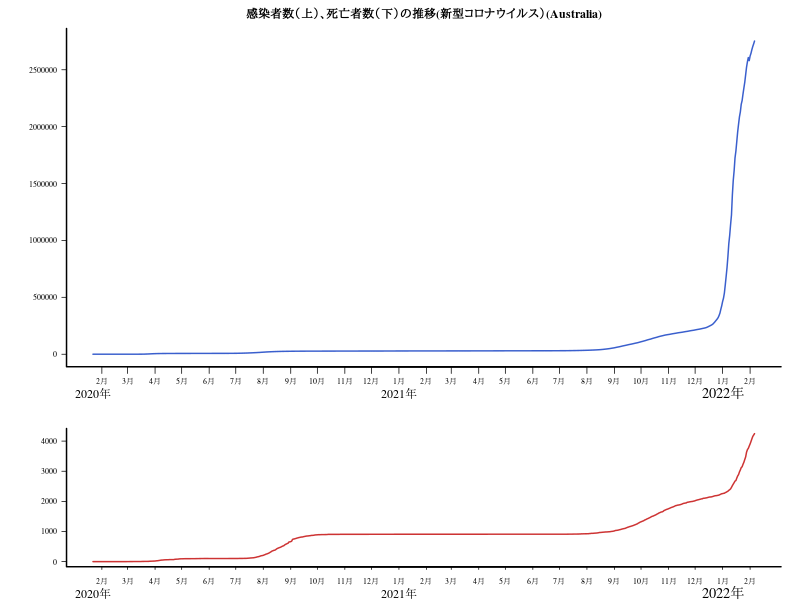 感染者数（上）、死亡者数（下）の推移(新型コロナウイルス）(Australia)
2500000
2000000
1500000
1000000
500000
0
2月 3月 4月 5月 6月 7月 8月 9月 10月 11月 12月 1月 2月 3月 4月 5月 6月 7月 8月 9月 10月 11月 12月 1月 2月
2020年 2021年 2022年
4000
3000
2000
1000
0
2月 3月 4月 5月 6月 7月 8月 9月 10月 11月 12月 1月 2月 3月 4月 5月 6月 7月 8月 9月 10月 11月 12月 1月 2月
2020年 2021年 2022年